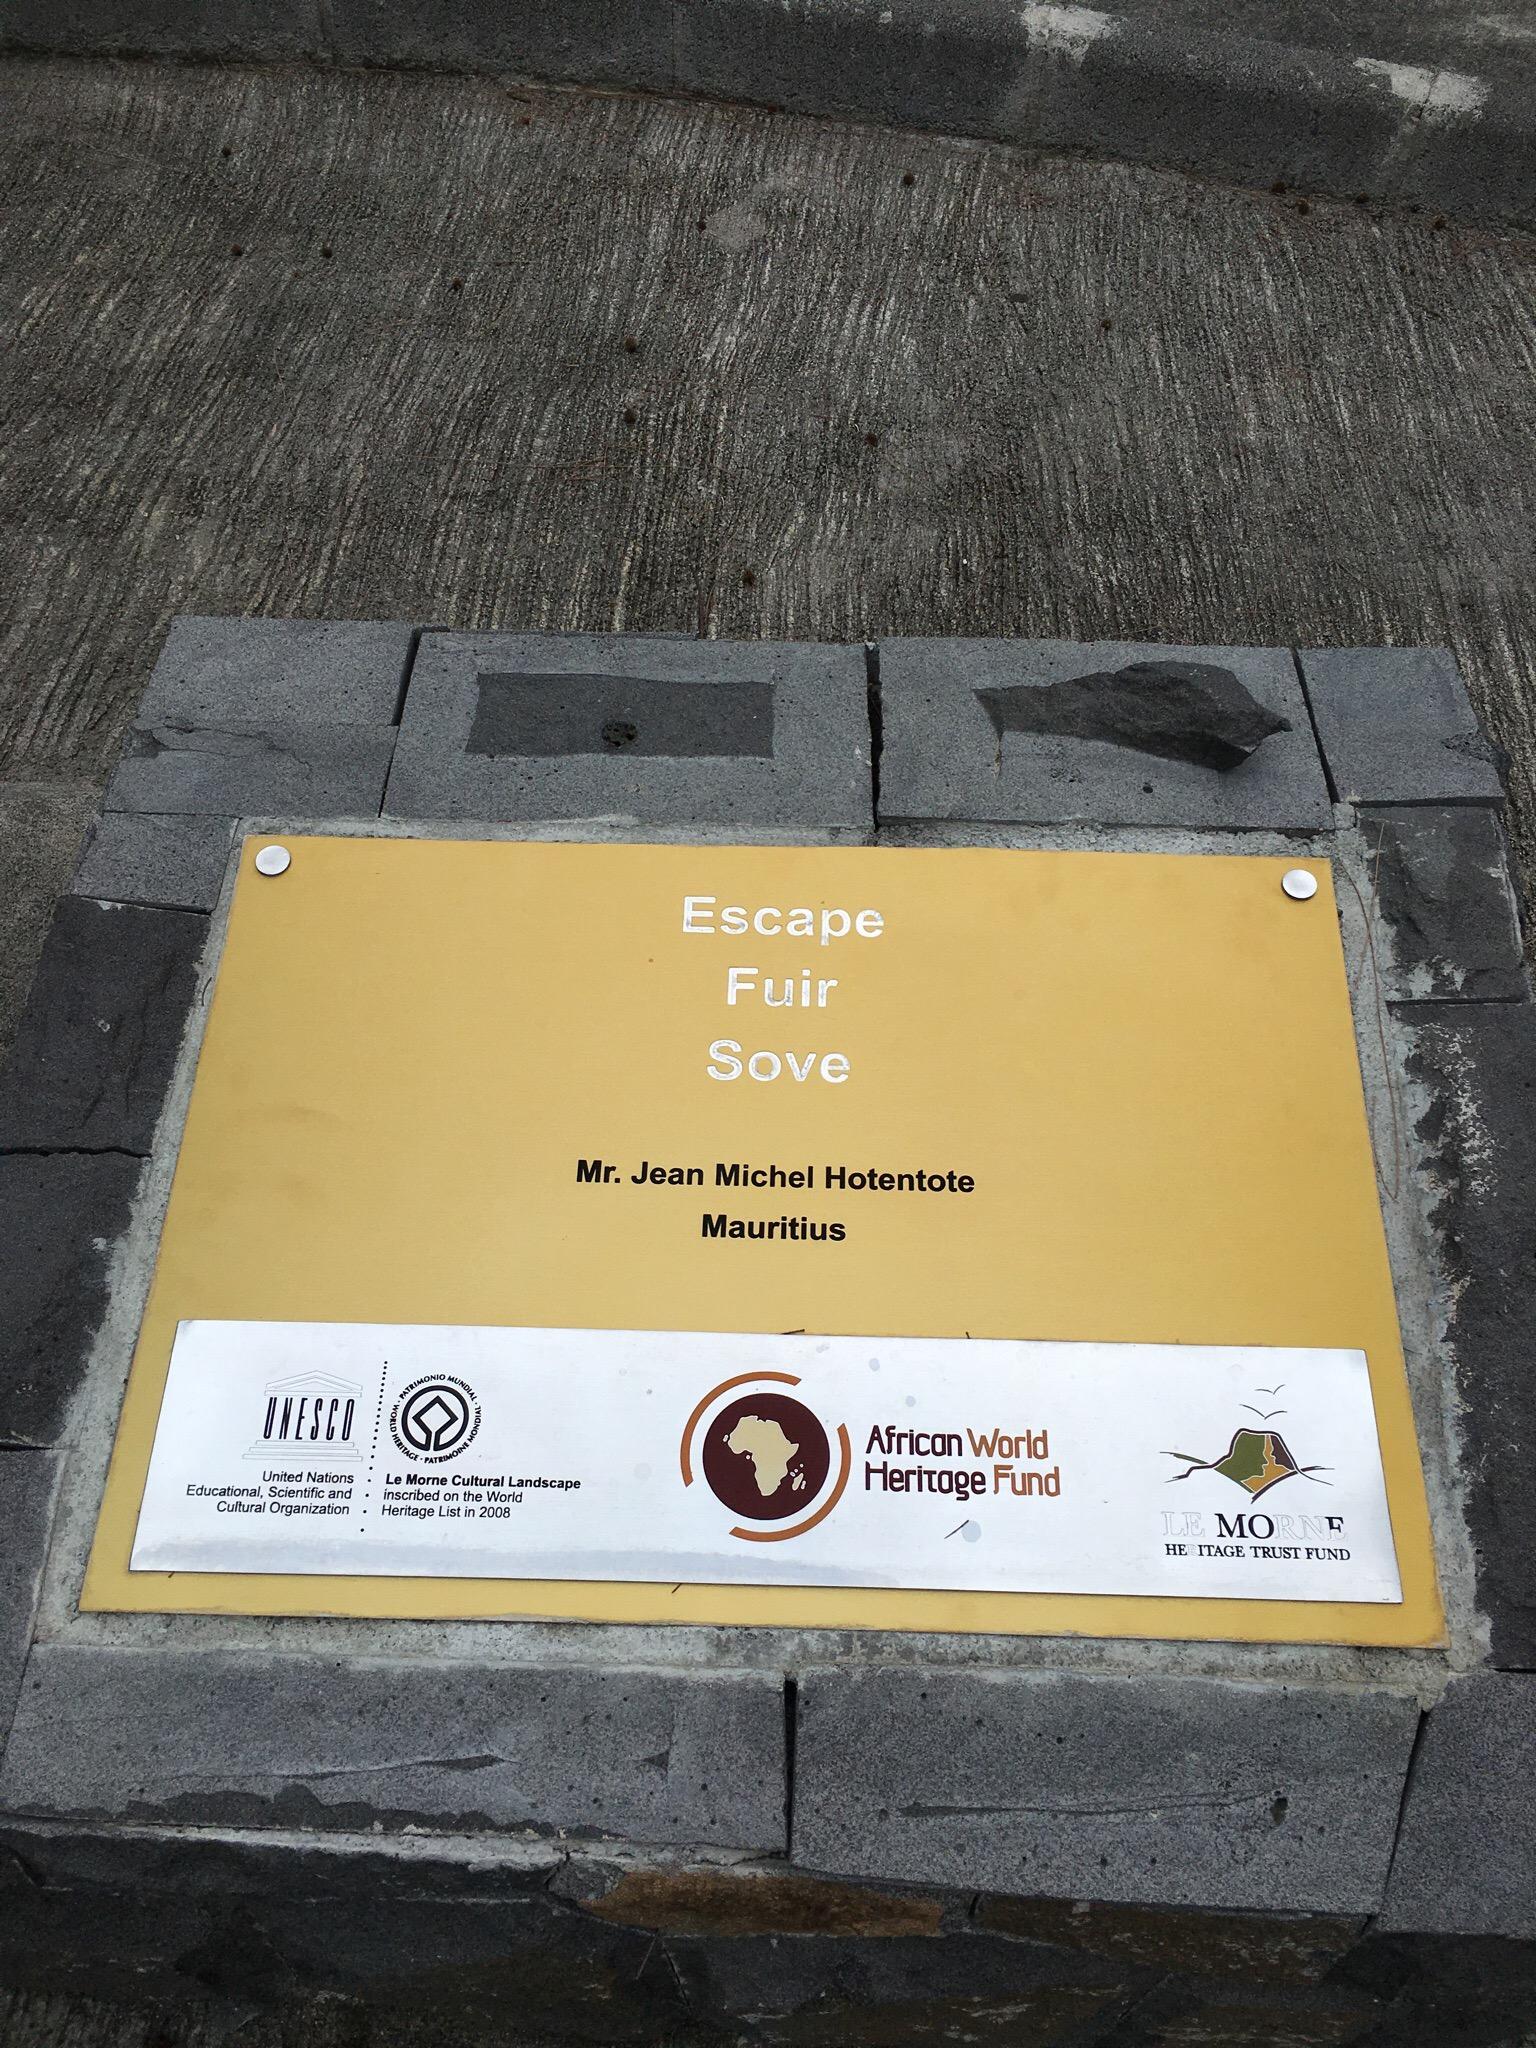 Escape
Fuir
Sove
Mr. Jean Michel Hotentote
Mauritius
UNESCO
United Nations
Educational, Scientific and
Cultural Organization
PATRIMONIO MUNDIAL • WORLD HERITAGE • PATRIMOINE MONDIAL •
Le Morne Cultural Landscape
inscribed on the World
Heritage List in 2008
African World
Heritage Fund
LE MORNE
HERITAGE TRUST FUND